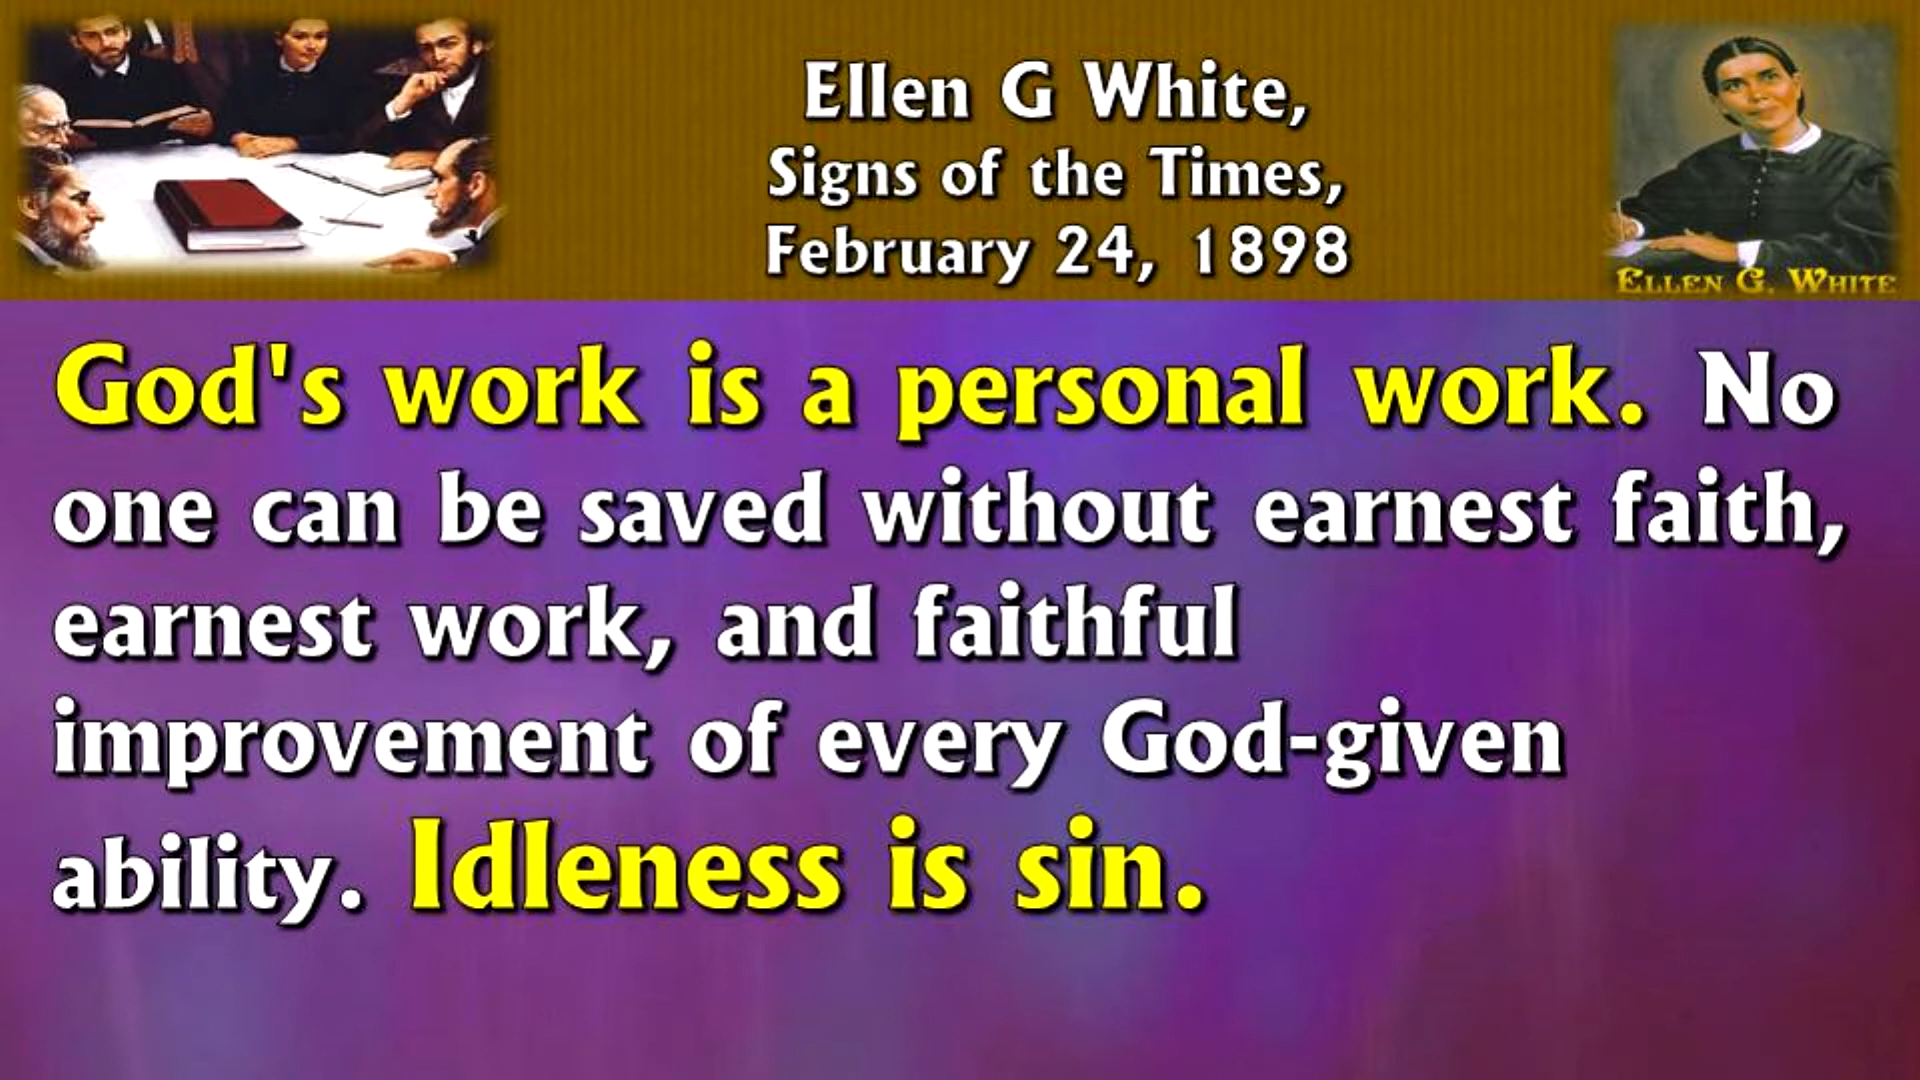 Ellen G White,
Signs of the Times,
February 24, 1898
ELLEN G. WHITE
God's work is a personal work. No
one can be saved without earnest faith,
earnest work, and faithful
improvement of every God-given
ability. Idleness is sin.